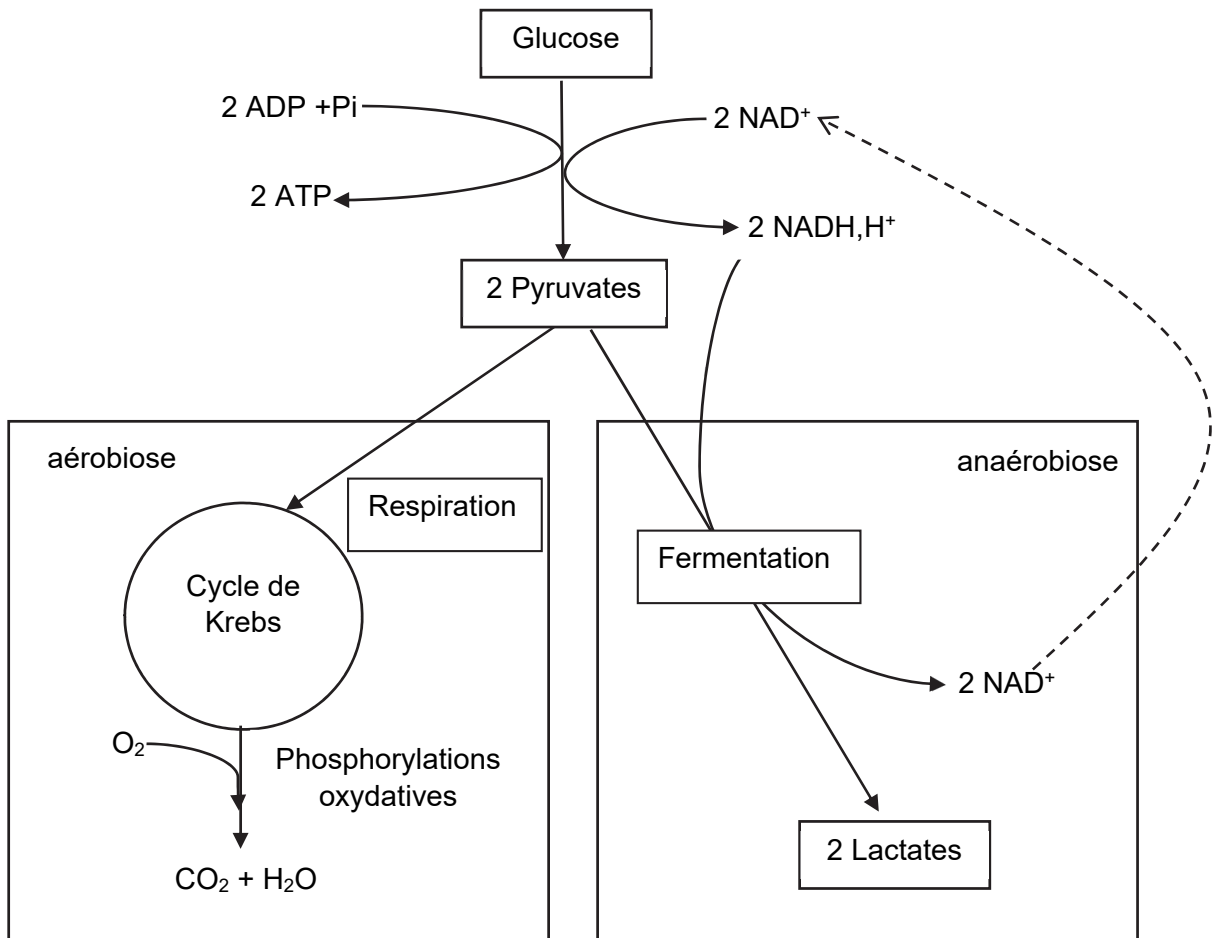 Glucose
2 ADP +Pi
2 NAD⁺
2 ATP
2 NADH,H⁺
2 Pyruvates
aérobiose
anaérobiose
Respiration
Fermentation
Cycle de
Krebs
2 NAD⁺
O₂
Phosphorylations
oxydatives
2 Lactates
CO₂ + H₂O